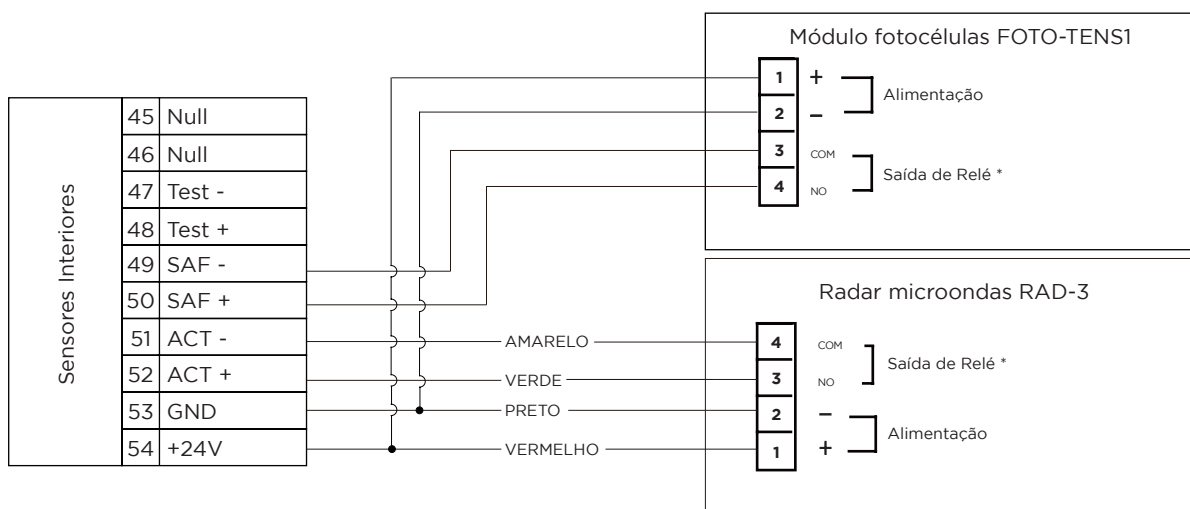 Módulo fotocélulas FOTO-TENS1
1 +
2 –
Alimentação
3 COM
4 NO
Saída de Relé *
Sensores Interiores
45 Null
46 Null
47 Test -
48 Test +
49 SAF -
50 SAF +
51 ACT -
52 ACT +
53 GND
54 +24V
AMARELO
VERDE
PRETO
VERMELHO
Radar microondas RAD-3
4 COM
3 NO
Saída de Relé *
2 –
1 +
Alimentação